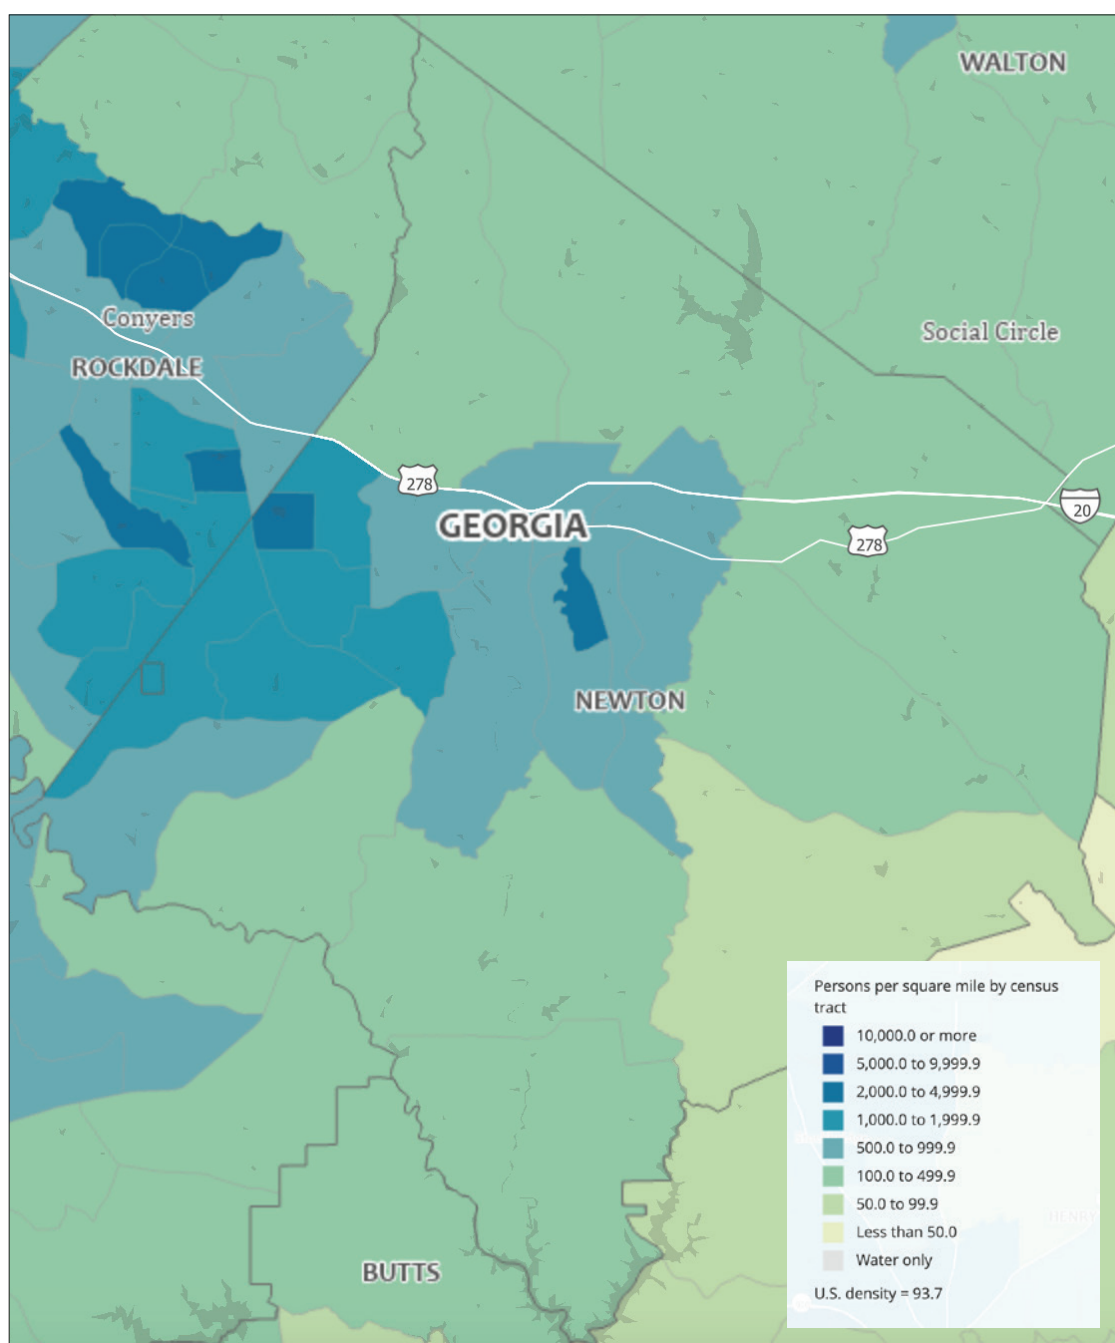 WALTON
Conyers
Social Circle
ROCKDALE
278
GEORGIA
20
278
NEWTON
Persons per square mile by census
tract
10,000.0 or more
5,000.0 to 9,999.9
2,000.0 to 4,999.9
1,000.0 to 1,999.9
500.0 to 999.9
100.0 to 499.9
50.0 to 99.9
Less than 50.0
HENRY
Water only
BUTTS
U.S. density = 93.7